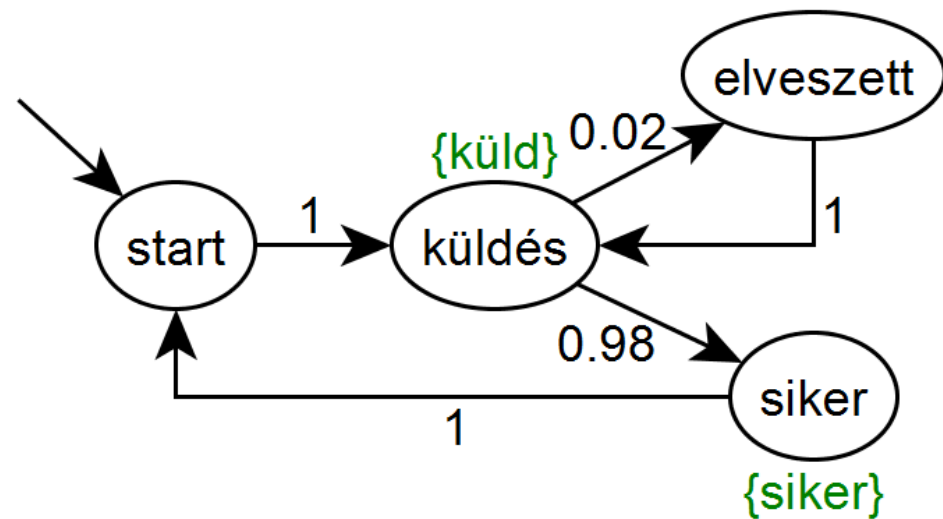 elveszett
0.02
{küld}
1
1
start
küldés
0.98
siker
1
{siker}